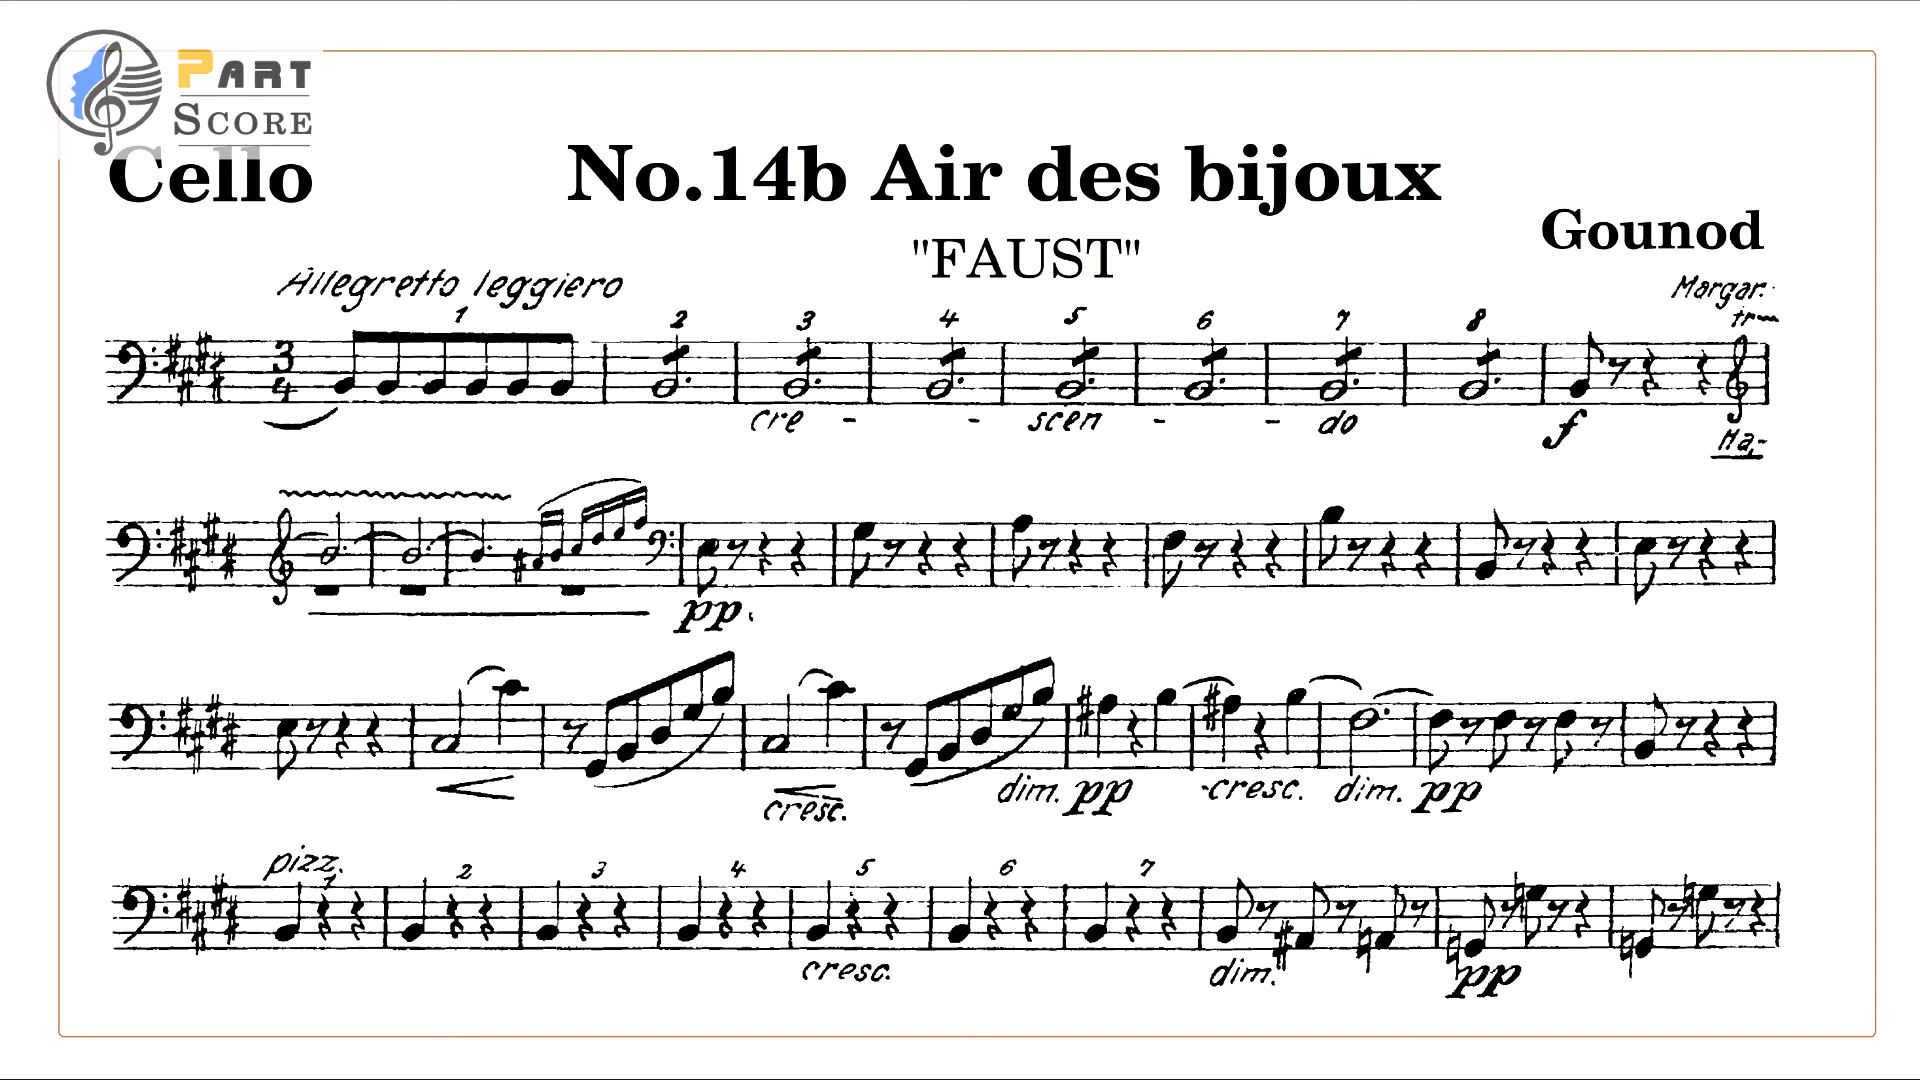 PART
SCORE
Cello
No.14b Air des bijoux
Gounod
"FAUST"
Allegretto leggiero
Margar.
1 2 3 4 5 6 7 8 tr
3
4
cre - - scen - - do f Ha,-
pp.
dim. pp cresc. dim. pp
cresc.
pizz.
1 2 3 4 5 6 7
cresc. dim. pp